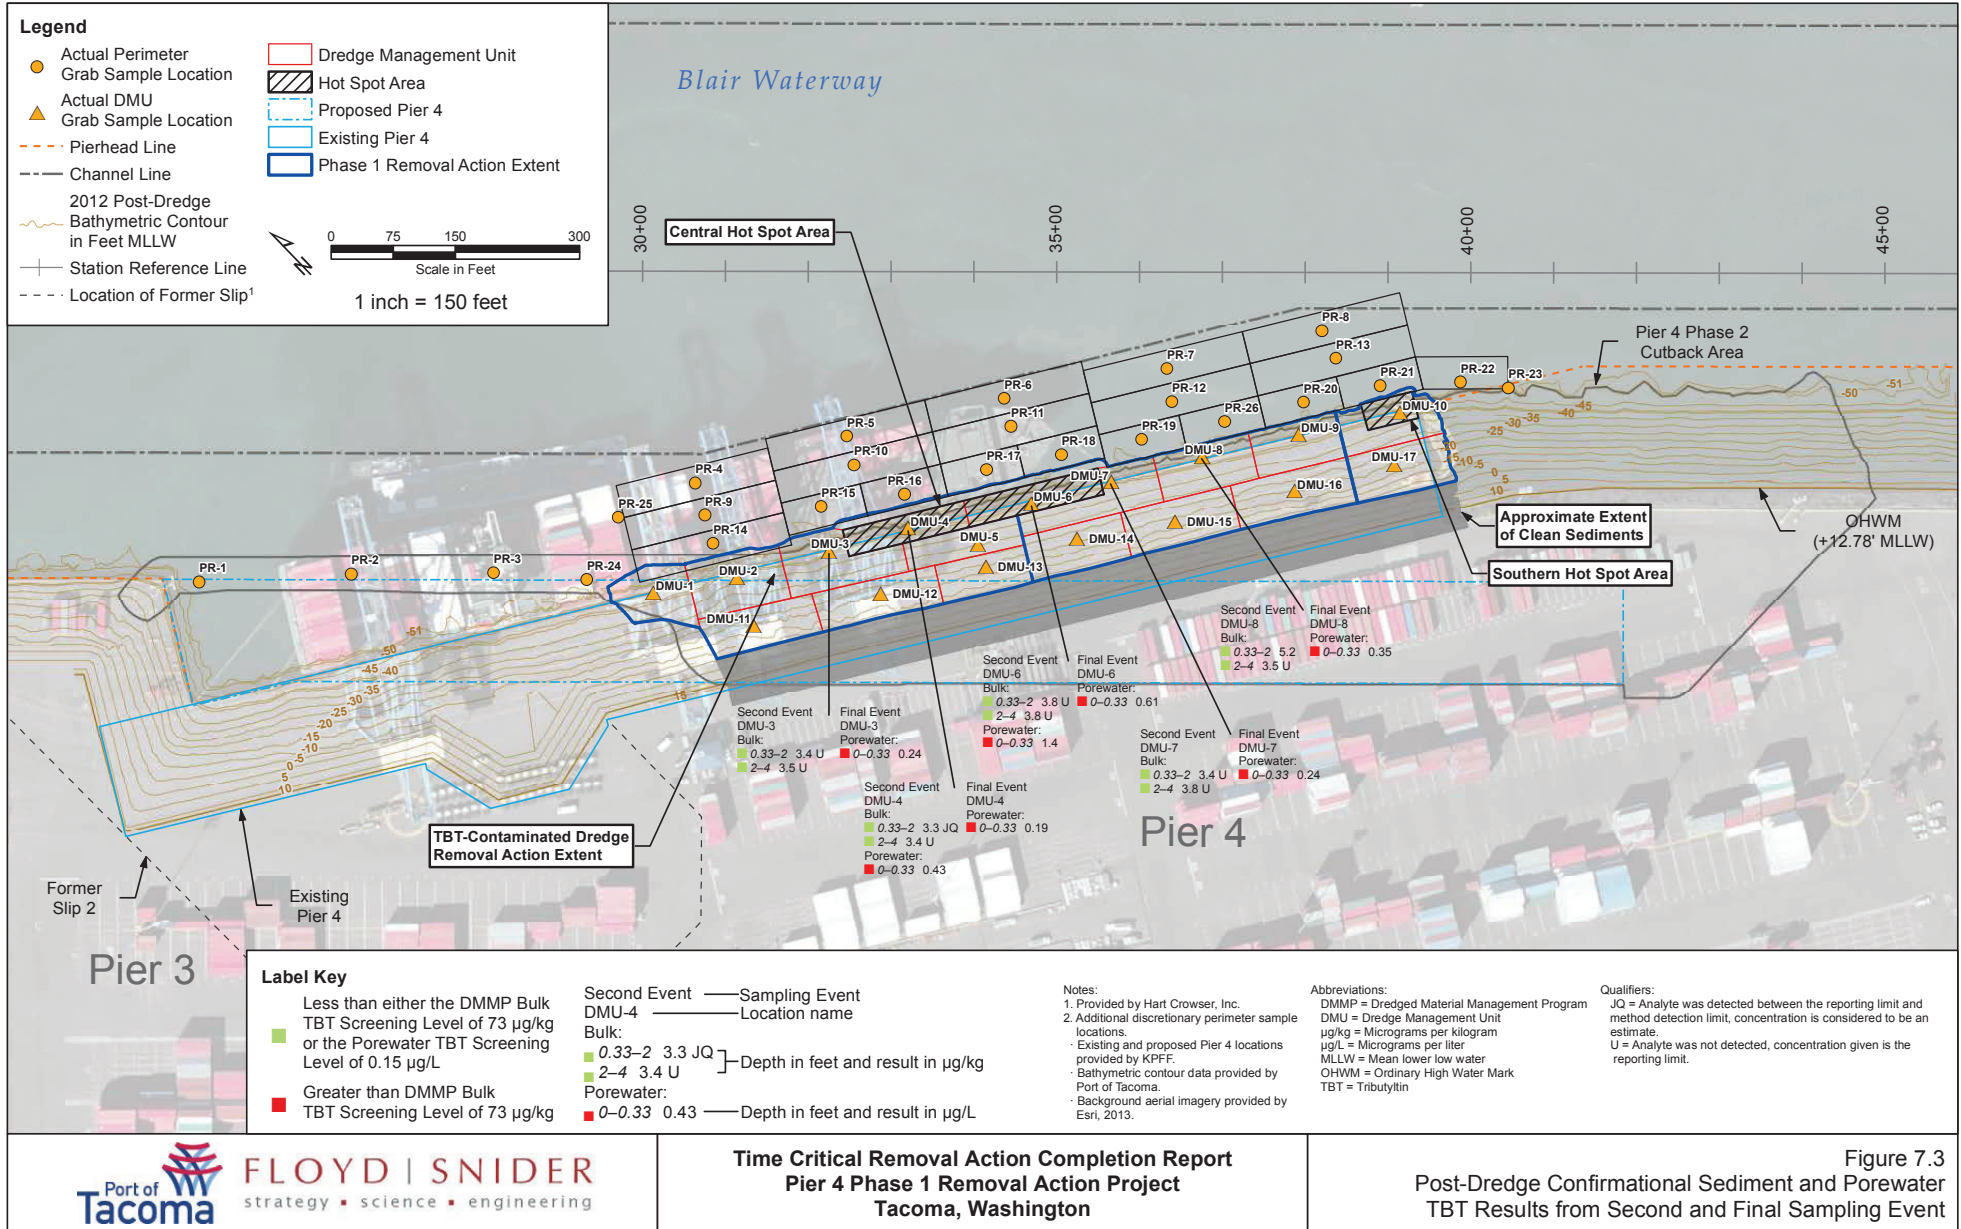 Legend
Actual Perimeter
Grab Sample Location
Actual DMU
Grab Sample Location
Pierhead Line
Channel Line
2012 Post-Dredge
Bathymetric Contour
in Feet MLLW
Station Reference Line
Location of Former Slip1
Dredge Management Unit
Hot Spot Area
Proposed Pier 4
Existing Pier 4
Phase 1 Removal Action Extent
0 75 150 300
Scale in Feet
1 inch = 150 feet
Blair Waterway
30+00
35+00
40+00
45+00
Central Hot Spot Area
Pier 4 Phase 2
Cutback Area
PR-8
PR-13
PR-7
PR-21
PR-22
PR-23
PR-6
PR-12
PR-20
PR-5
PR-11
PR-26
PR-19
PR-18
PR-10
PR-17
PR-4
PR-16
PR-15
PR-25
PR-9
PR-14
PR-1
PR-2
PR-3
PR-24
DMU-10
DMU-9
DMU-8
DMU-17
DMU-7
DMU-16
DMU-6
DMU-4
DMU-15
DMU-5
DMU-14
DMU-3
DMU-13
DMU-2
DMU-1
DMU-12
DMU-11
-51
-50
-45
-40
-35
-30
-25
-20
-15
-10
-5
0
5
10
15
-51
-50
-45
-40
-35
-30
-25
-10
-5
0
5
10
OHWM
(+12.78' MLLW)
Approximate Extent
of Clean Sediments
Southern Hot Spot Area
TBT-Contaminated Dredge
Removal Action Extent
Second Event
DMU-3
Bulk:
0.33–2 3.4 U
2–4 3.5 U
Final Event
DMU-3
Porewater:
0–0.33 0.24
Second Event
DMU-4
Bulk:
0.33–2 3.3 JQ
2–4 3.4 U
Porewater:
0–0.33 0.43
Final Event
DMU-4
Porewater:
0–0.33 0.19
Second Event
DMU-6
Bulk:
0.33–2 3.8 U
2–4 3.8 U
Porewater:
0–0.33 1.4
Final Event
DMU-6
Porewater:
0–0.33 0.61
Second Event
DMU-7
Bulk:
0.33–2 3.4 U
2–4 3.8 U
Final Event
DMU-7
Porewater:
0–0.33 0.24
Second Event
DMU-8
Bulk:
0.33–2 5.2
2–4 3.5 U
Final Event
DMU-8
Porewater:
0–0.33 0.35
Pier 4
Former
Slip 2
Existing
Pier 4
Pier 3
Label Key
Less than either the DMMP Bulk
TBT Screening Level of 73 µg/kg
or the Porewater TBT Screening
Level of 0.15 µg/L
Greater than DMMP Bulk
TBT Screening Level of 73 µg/kg
Second Event Sampling Event
DMU-4 Location name
Bulk:
0.33–2 3.3 JQ
2–4 3.4 U
Depth in feet and result in µg/kg
Porewater:
0–0.33 0.43 Depth in feet and result in µg/L
Notes:
1. Provided by Hart Crowser, Inc.
2. Additional discretionary perimeter sample
locations.
· Existing and proposed Pier 4 locations
provided by KPFF.
· Bathymetric contour data provided by
Port of Tacoma.
· Background aerial imagery provided by
Esri, 2013.
Abbreviations:
DMMP = Dredged Material Management Program
DMU = Dredge Management Unit
µg/kg = Micrograms per kilogram
µg/L = Micrograms per liter
MLLW = Mean lower low water
OHWM = Ordinary High Water Mark
TBT = Tributyltin
Qualifiers:
JQ = Analyte was detected between the reporting limit and
method detection limit, concentration is considered to be an
estimate.
U = Analyte was not detected, concentration given is the
reporting limit.
Port of
Tacoma
FLOYD | SNIDER
strategy ▪ science ▪ engineering
Time Critical Removal Action Completion Report
Pier 4 Phase 1 Removal Action Project
Tacoma, Washington
Figure 7.3
Post-Dredge Confirmational Sediment and Porewater
TBT Results from Second and Final Sampling Event